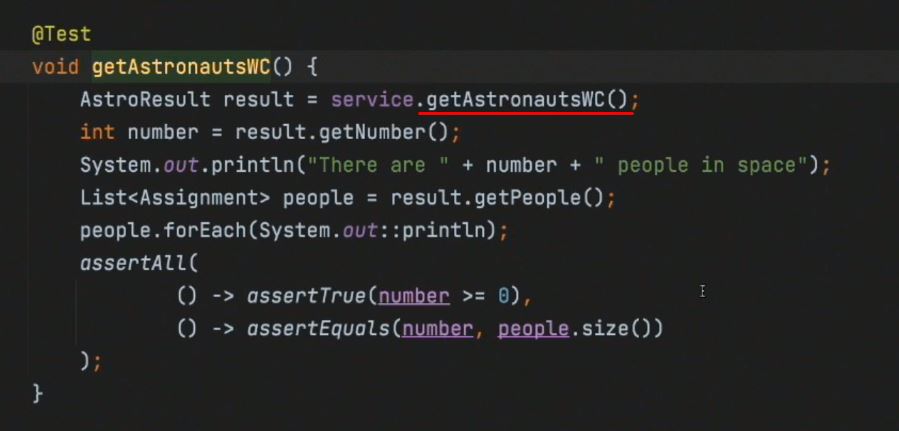 @Test
void getAstronautsWC() {
    AstroResult result = service.getAstronautsWC();
    int number = result.getNumber();
    System.out.println("There are " + number + " people in space");
    List<Assignment> people = result.getPeople();
    people.forEach(System.out::println);
    assertAll(
            () -> assertTrue(number >= 0),
            () -> assertEquals(number, people.size())
    );
}